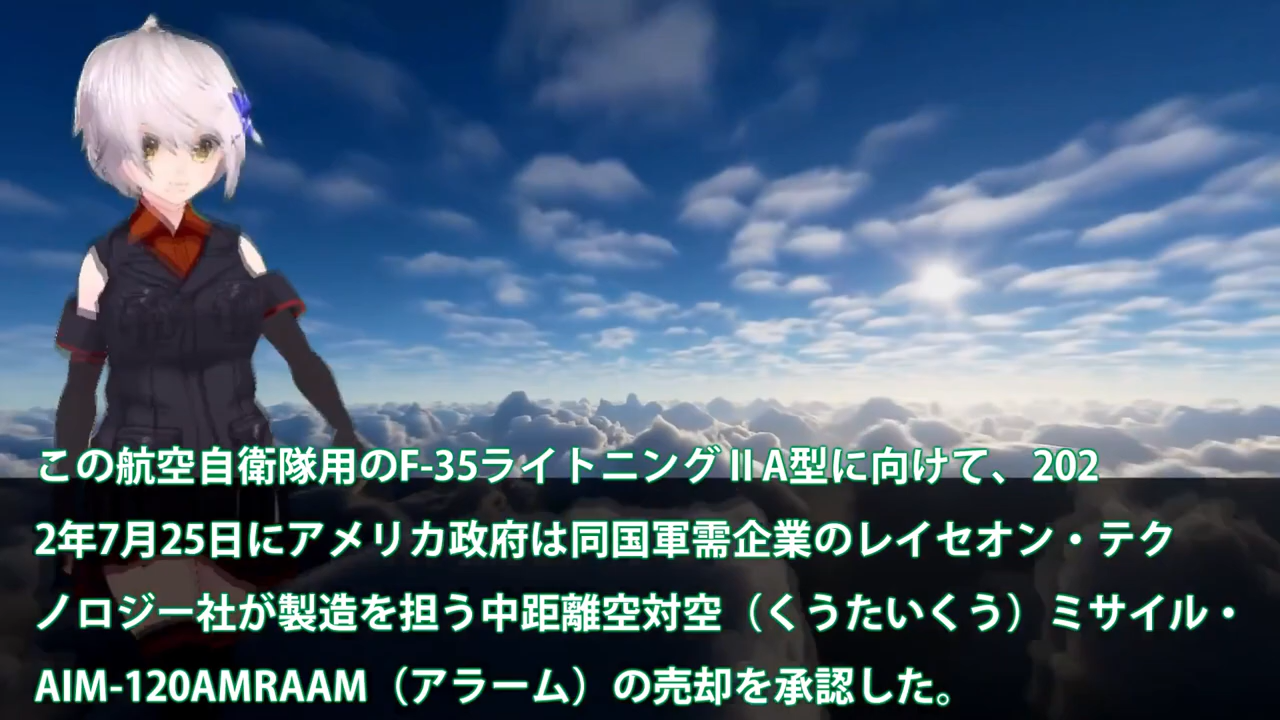 この航空自衛隊用のF-35ライトニングⅡA型に向けて、202
2年7月25日にアメリカ政府は同国軍需企業のレイセオン・テク
ノロジー社が製造を担う中距離空対空（くうたいくう）ミサイル・
AIM-120AMRAAM（アラーム）の売却を承認した。